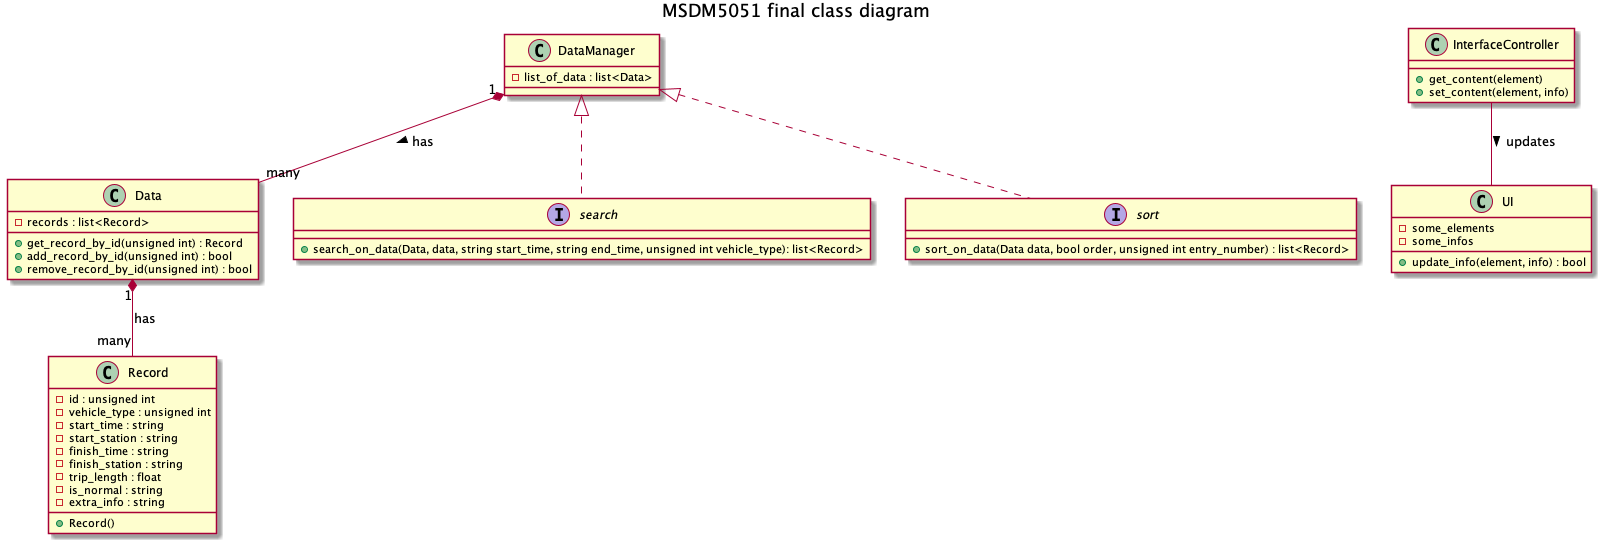 MSDM5051 final class diagram
C DataManager
list_of_data : list<Data>
1
has
many
C Data
records : list<Record>
get_record_by_id(unsigned int) : Record
add_record_by_id(unsigned int) : bool
remove_record_by_id(unsigned int) : bool
1
has
many
C Record
id : unsigned int
vehicle_type : unsigned int
start_time : string
start_station : string
finish_time : string
finish_station : string
trip_length : float
is_normal : string
extra_info : string
Record()
I search
search_on_data(Data, data, string start_time, string end_time, unsigned int vehicle_type): list<Record>
I sort
sort_on_data(Data data, bool order, unsigned int entry_number) : list<Record>
C InterfaceController
get_content(element)
set_content(element, info)
updates
C UI
some_elements
some_infos
update_info(element, info) : bool